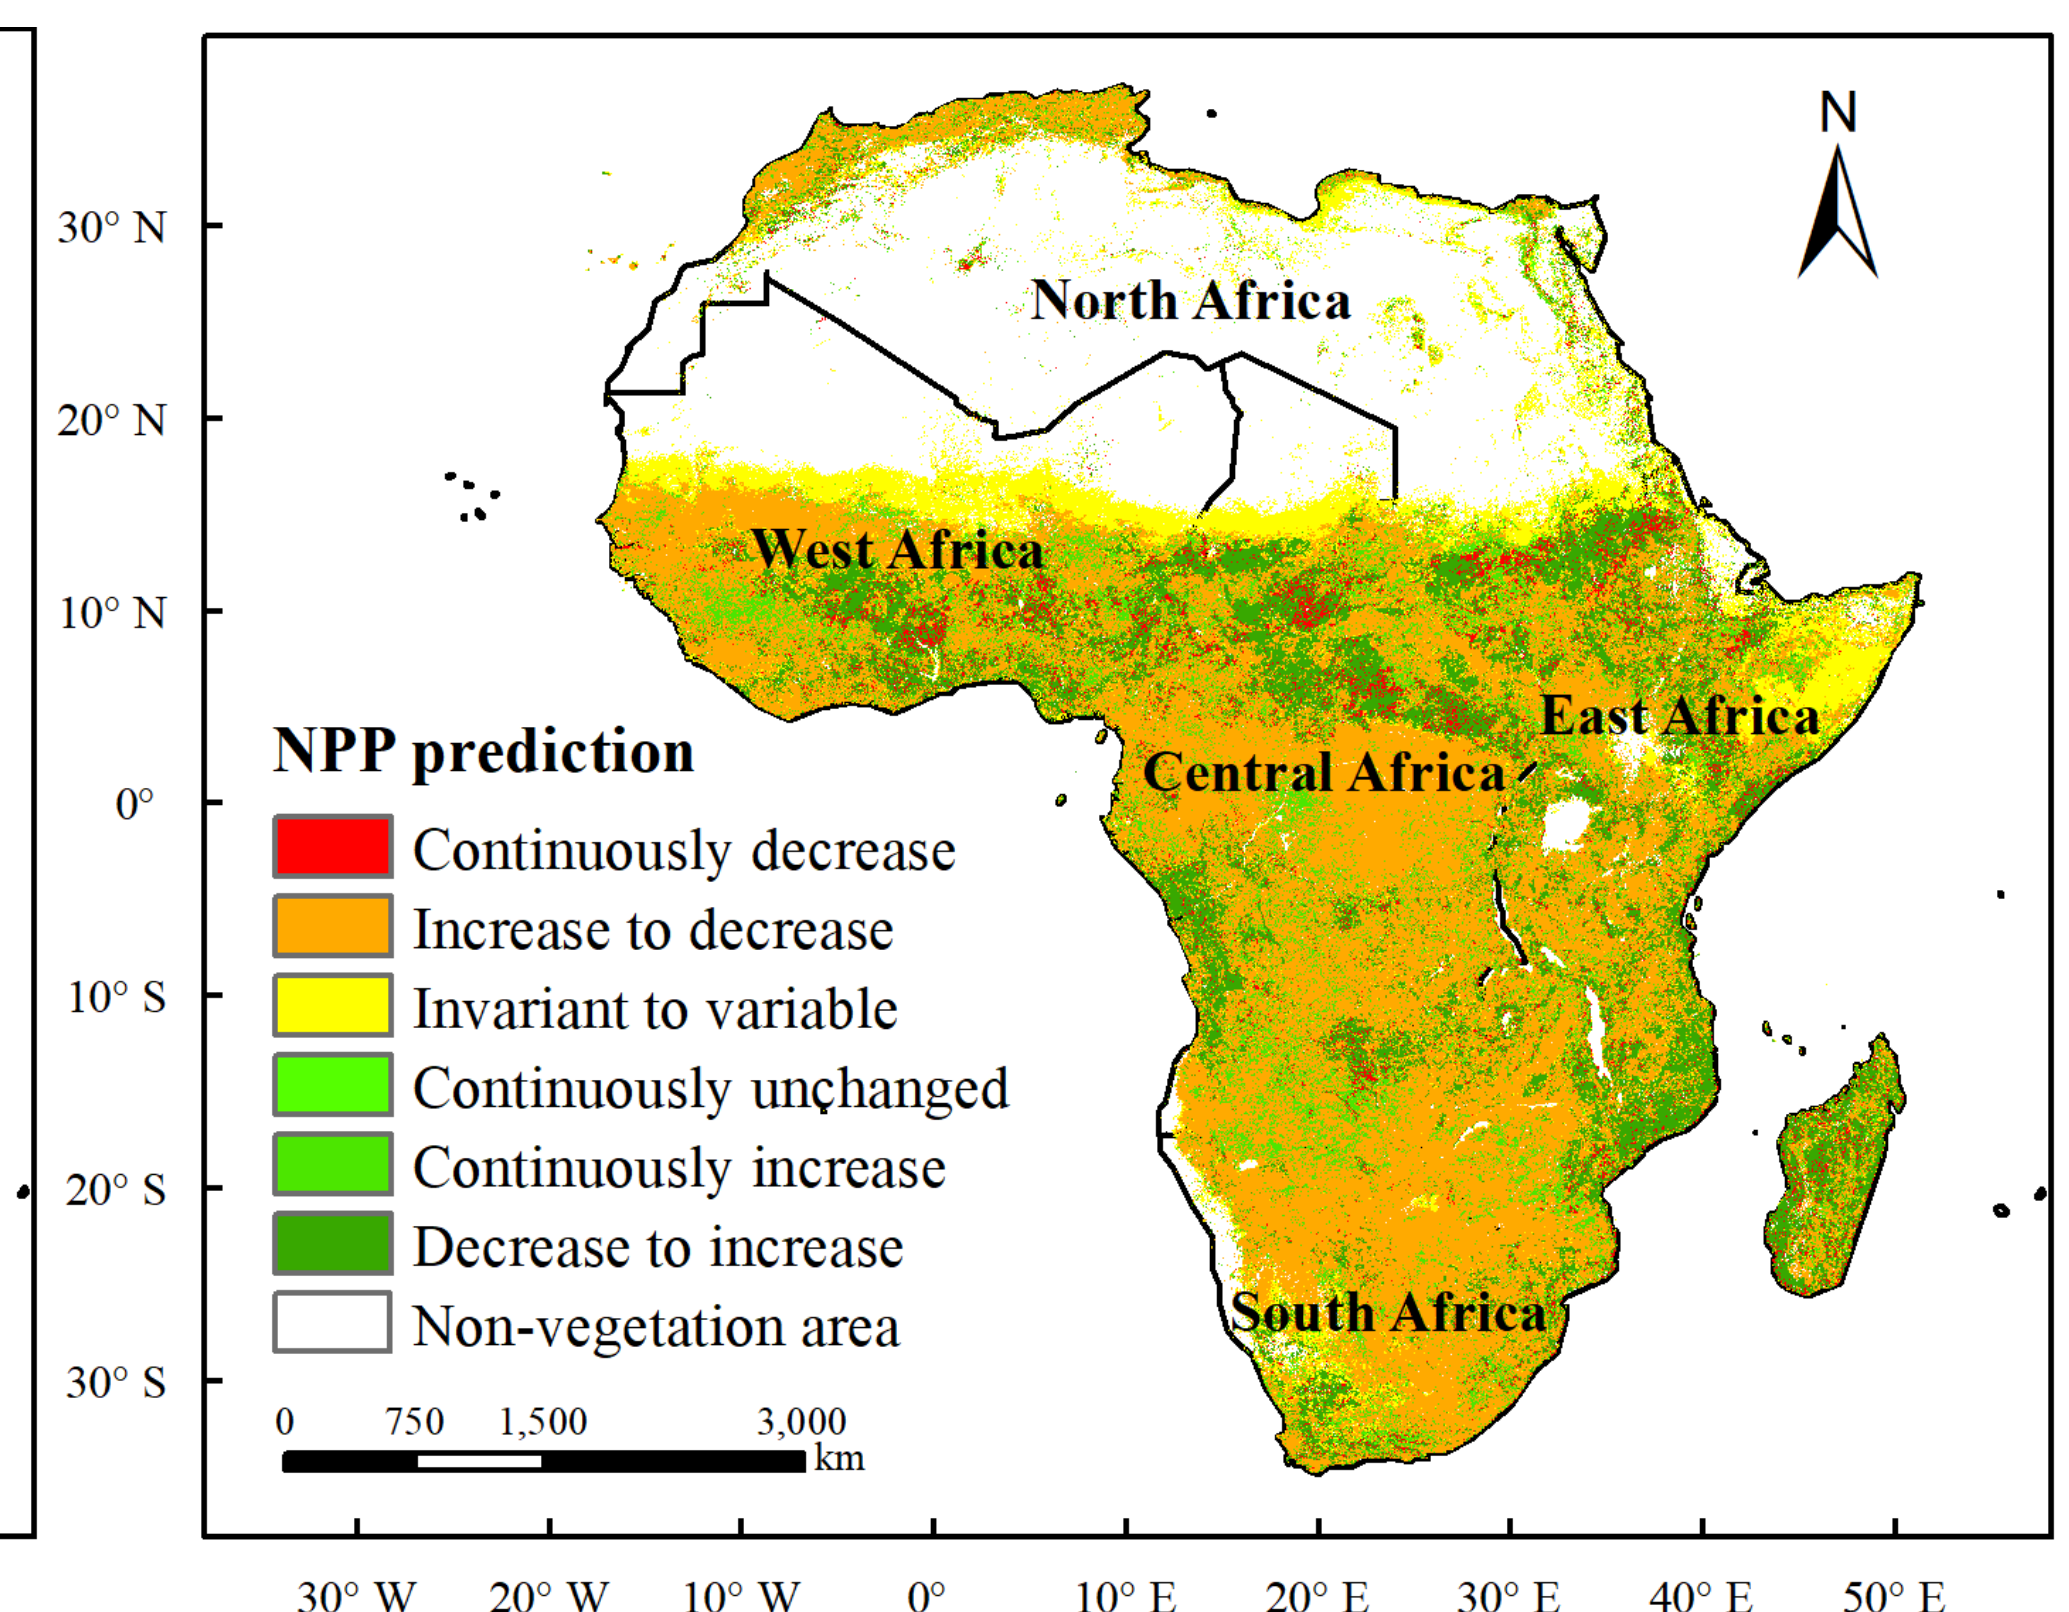 N
30° N
20° N
10° N
0°
10° S
20° S
30° S
North Africa
West Africa
East Africa
Central Africa
South Africa
NPP prediction
Continuously decrease
Increase to decrease
Invariant to variable
Continuously unchanged
Continuously increase
Decrease to increase
Non-vegetation area
0 750 1,500 3,000
km
30° W 20° W 10° W 0° 10° E 20° E 30° E 40° E 50° E